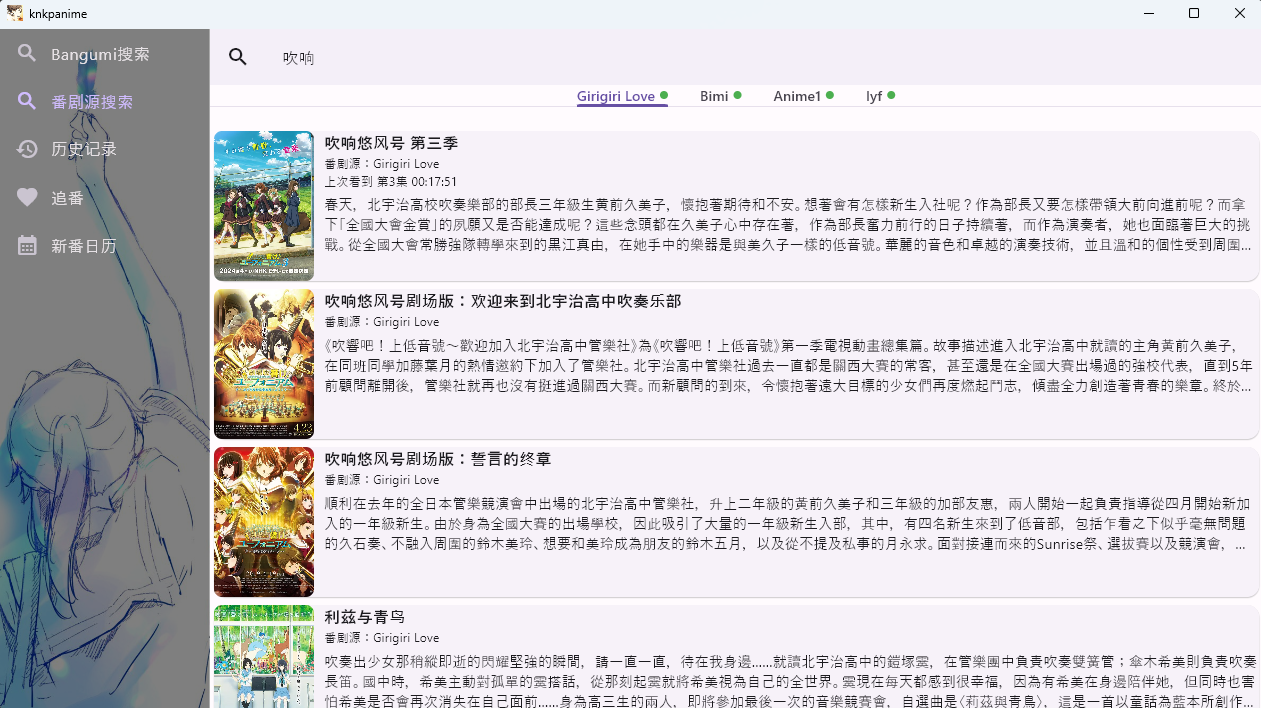 knkpanime
Bangumi搜索
番剧源搜索
历史记录
追番
新番日历
吹响
Girigiri Love
Bimi
Anime1
lyf
吹响悠风号 第三季
番剧源：Girigiri Love
上次看到 第3集 00:17:51
春天，北宇治高校吹奏樂部的部長三年級生黄前久美子，懷抱著期待和不安。想著會有怎樣新生入社呢？作為部長又要怎樣帶領大前向進前呢？而拿
下「全國大會金賞」的夙願又是否能達成呢？這些念頭都在久美子心中存在著，作為部長奮力前行的日子持續著，而作為演奏者，她也面臨著巨大的挑
戰。從全國大會常勝強隊轉學來到的黒江真由，在她手中的樂器是與美久子一樣的低音號。華麗的音色和卓越的演奏技術，並且溫和的個性受到周圍...
2024年4月
吹响悠风号剧场版：欢迎来到北宇治高中吹奏乐部
番剧源：Girigiri Love
《吹響吧！上低音號～歡迎加入北宇治高中管樂社》為《吹響吧！上低音號》第一季電視動畫總集篇。故事描述進入北宇治高中就讀的主角黃前久美子，
在同班同學加藤葉月的熱情邀約下加入了管樂社。北宇治高中管樂社過去一直都是關西大賽的常客，甚至還是在全國大賽出場過的強校代表，直到5年
前顧問離開後，管樂社就再也沒有挺進過關西大賽。而新顧問的到來，令懷抱著遠大目標的少女們再度燃起鬥志，傾盡全力創造著青春的樂章。終於...
4.23
吹响悠风号剧场版：誓言的终章
番剧源：Girigiri Love
順利在去年的全日本管樂競演會中出場的北宇治高中管樂社，升上二年級的黃前久美子和三年級的加部友惠，兩人開始一起負責指導從四月開始新加
入的一年級新生。由於身為全國大賽的出場學校，因此吸引了大量的一年級新生入部，其中，有四名新生來到了低音部，包括乍看之下似乎毫無問題
的久石奏、不融入周圍的鈴木美玲、想要和美玲成為朋友的鈴木五月，以及從不提及私事的月永求。面對接連而來的Sunrise祭、選拔賽以及競演會，...
利兹与青鸟
番剧源：Girigiri Love
吹奏出少女那稍縱即逝的閃耀堅強的瞬間，請一直一直，待在我身邊……就讀北宇治高中的鎧塚霙，在管樂團中負責吹奏雙簧管；傘木希美則負責吹奏
長笛。國中時，希美主動對孤單的霙搭話，從那刻起霙就將希美視為自己的全世界。霙現在每天都感到很幸福，因為有希美在身邊陪伴她，但同時也害
怕希美是否會再次消失在自己面前……身為高三生的兩人，即將參加最後一次的音樂競賽會，自選曲是〈莉茲與青鳥〉，這是一首以童話為藍本所創作...